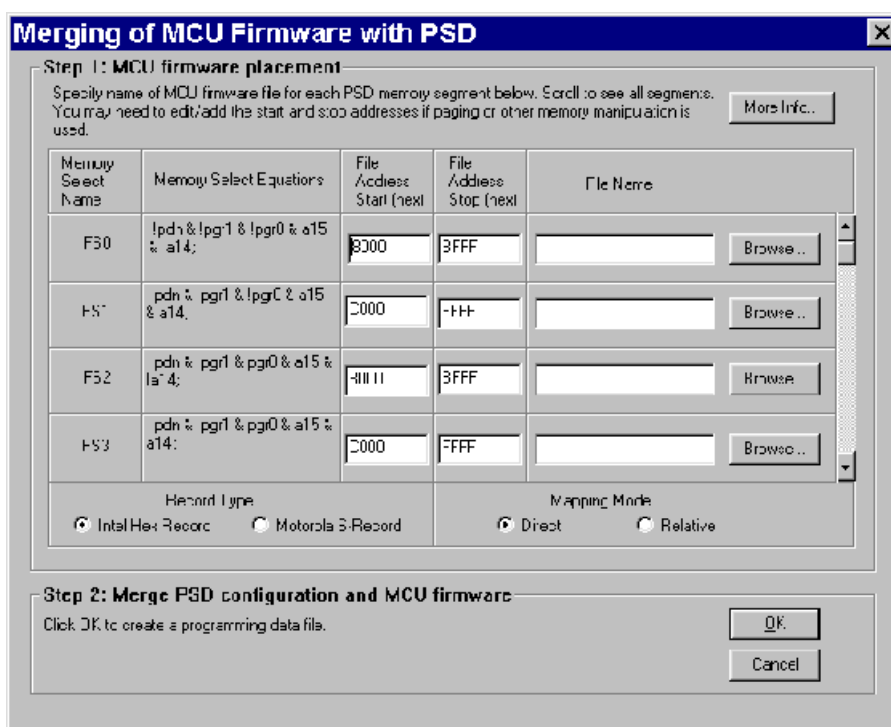 Merging of MCU Firmware with PSD
Step 1: MCU firmware placement
Specify name of MCU firmware file for each PSD memory segment below. Scroll to see all segments.
You may need to edit/add the start and stop addresses if paging or other memory manipulation is
used.
More Info..
Memory
Select
Name
Memory Select Equations
File
Address
Start (hex)
File
Address
Stop (hex)
File Name
FS0
!pdn & !pgr1 & !pgr0 & a15
& !a14;
8000
BFFF
Browse...
FS1
!pdn & !pgr1 & !pgr0 & a15
& a14;
C000
FFFF
Browse...
FS2
!pdn & !pgr1 & pgr0 & a15 &
!a14;
8000
BFFF
Browse
FS3
!pdn & !pgr1 & pgr0 & a15 &
a14;
C000
FFFF
Browse...
Record Type
Intel Hex Record
Motorola S-Record
Mapping Mode
Direct
Relative
Step 2: Merge PSD configuration and MCU firmware
Click OK to create a programming data file.
OK
Cancel